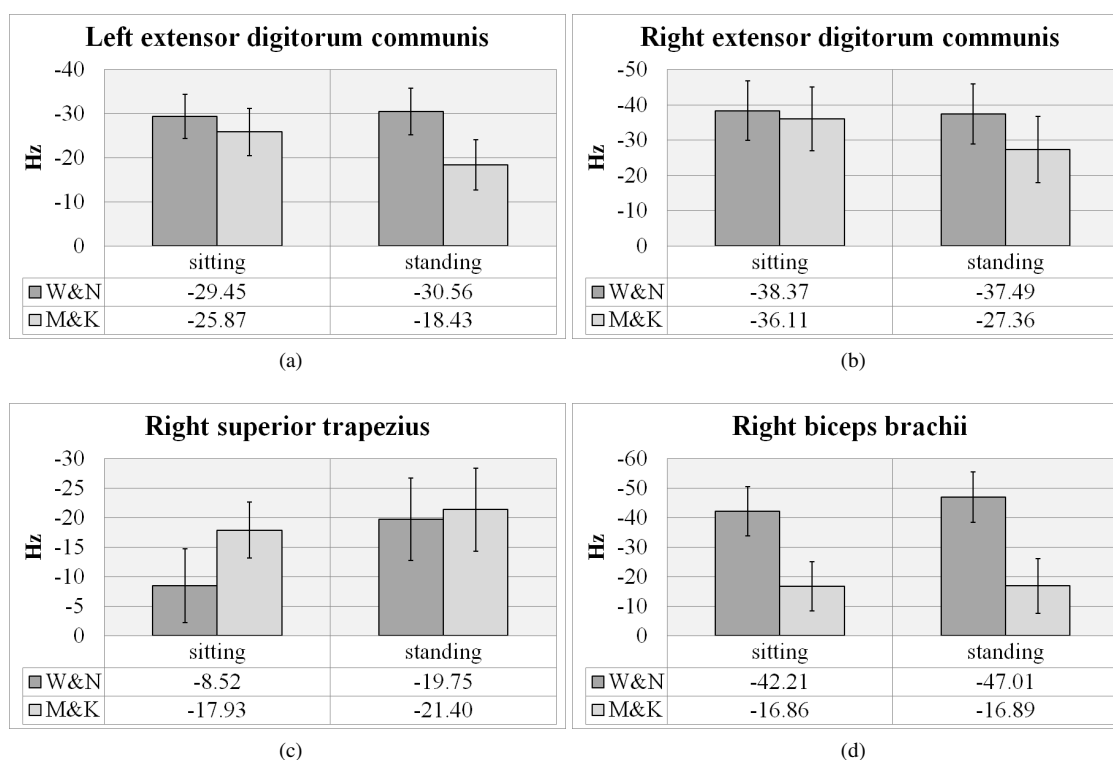 Left extensor digitorum communis
-40
-30
-20
-10
0
Hz
sitting standing
W&N -29.45 -30.56
M&K -25.87 -18.43
(a)
Right extensor digitorum communis
-50
-40
-30
-20
-10
0
Hz
sitting standing
W&N -38.37 -37.49
M&K -36.11 -27.36
(b)
Right superior trapezius
-30
-25
-20
-15
-10
-5
0
Hz
sitting standing
W&N -8.52 -19.75
M&K -17.93 -21.40
(c)
Right biceps brachii
-60
-50
-40
-30
-20
-10
0
Hz
sitting standing
W&N -42.21 -47.01
M&K -16.86 -16.89
(d)